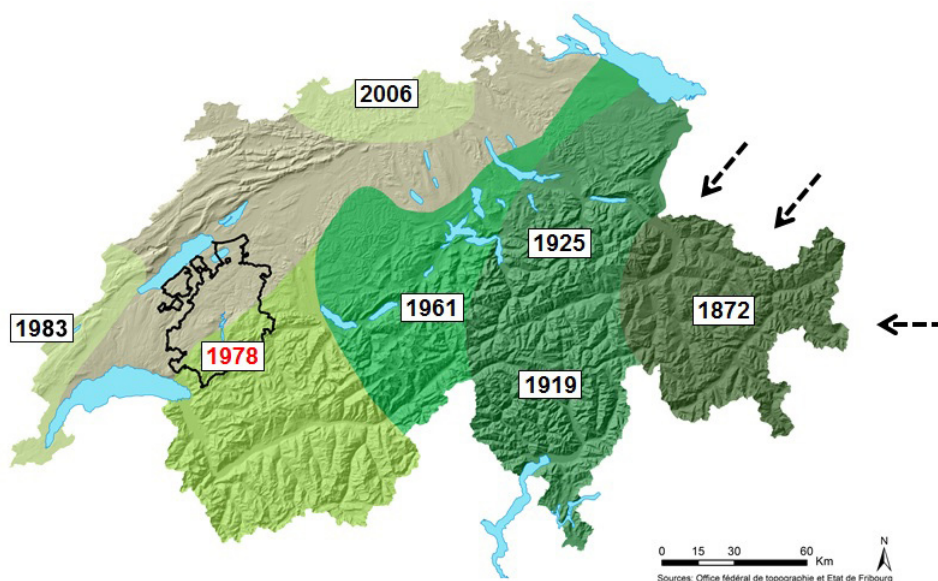 2006
1925
1983
1961
1872
1978
1919
0 15 30 60
Km
N
Sources: Office fédéral de topographie et Etat de Fribourg